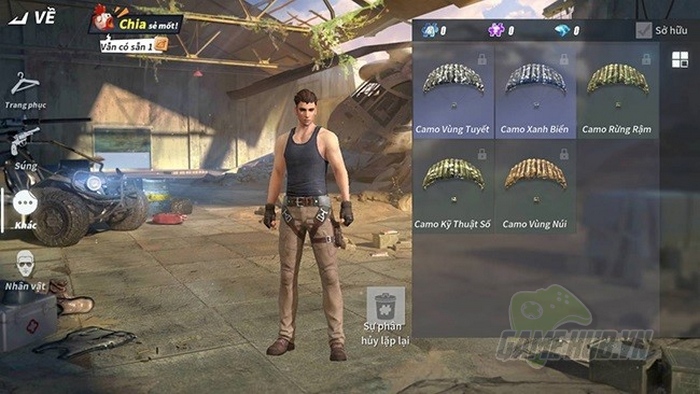 VỀ
Chia sẻ một!
Vẫn có sẵn 1
0
0
0
Sở hữu
Trang phục
Súng
Khác
Nhân vật
Camo Vùng Tuyết
Camo Xanh Biển
Camo Rừng Rậm
Camo Kỹ Thuật Số
Camo Vùng Núi
Sự phân
hủy lặp lại
GAMEHUB.VN